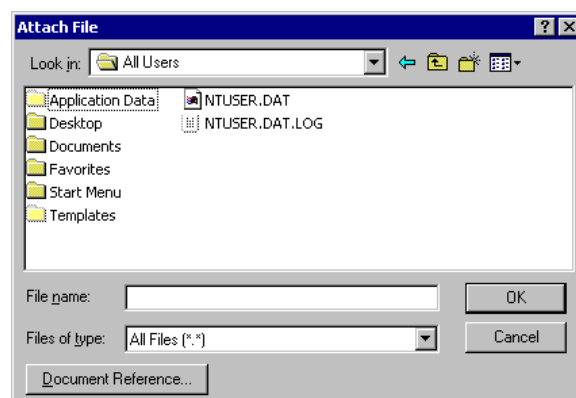 Attach File
Look in: All Users
Application Data NTUSER.DAT
Desktop NTUSER.DAT.LOG
Documents
Favorites
Start Menu
Templates
File name: OK
Files of type: All Files (*.*) Cancel
Document Reference...